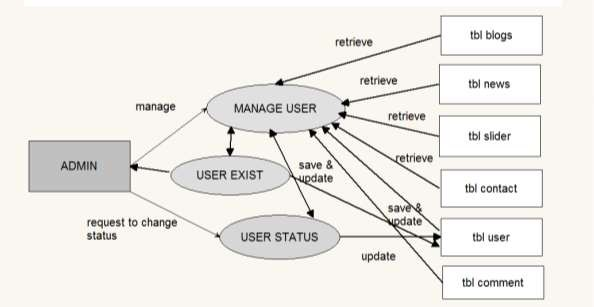 retrieve
tbl blogs
retrieve
tbl news
manage
MANAGE USER
retrieve
tbl slider
retrieve
ADMIN
USER EXIST
save &
update
tbl contact
save &
update
request to change
status
USER STATUS
tbl user
update
tbl comment